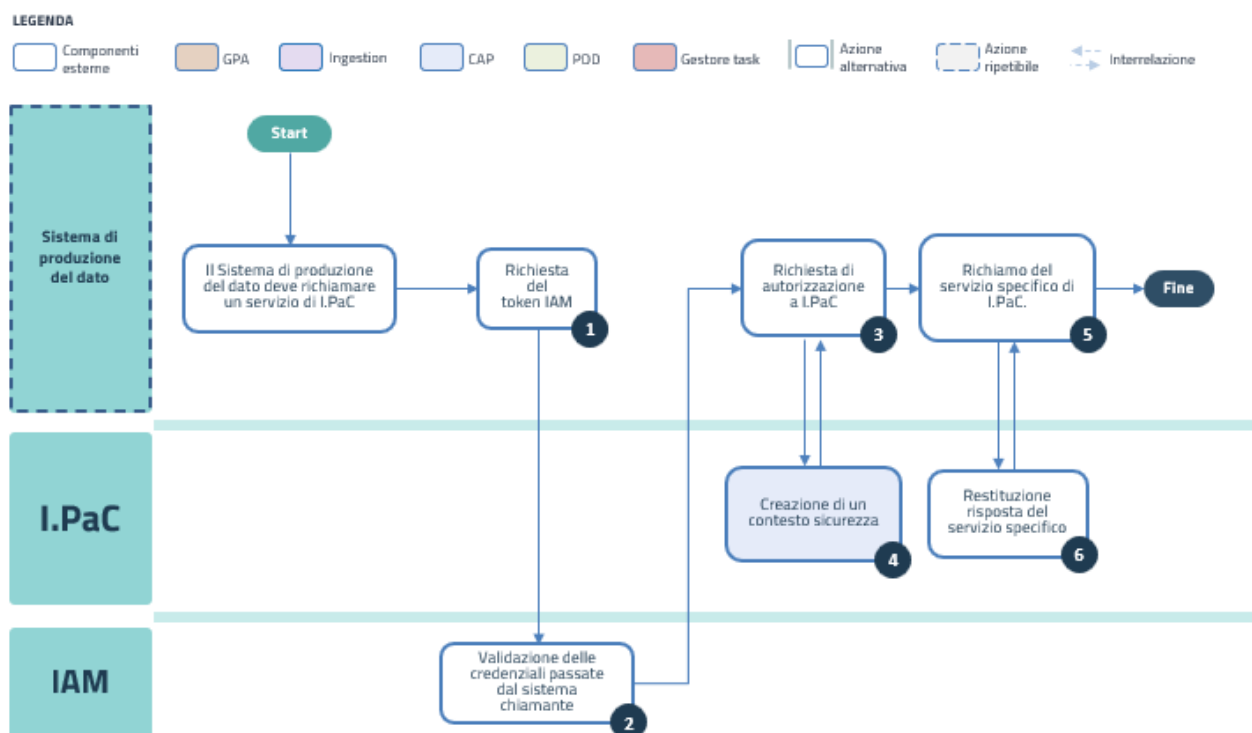 LEGENDA
Componenti
esterne
GPA
Ingestion
CAP
POD
Gestore task
Azione
alternativa
Azione
ripetibile
Interrelazione
Sistema di
produzione
del dato
Start
Il Sistema di produzione
del dato deve richiamare
un servizio di I.PaC
Richiesta
del
token IAM
1
Richiesta di
autorizzazione
a I.PaC
3
Richiamo del
servizio specifico di
I.PaC.
5
Fine
I.PaC
Creazione di un
contesto sicurezza
4
Restituzione
risposta del
servizio specifico
6
IAM
Validazione delle
credenziali passate
dal sistema
chiamante
2